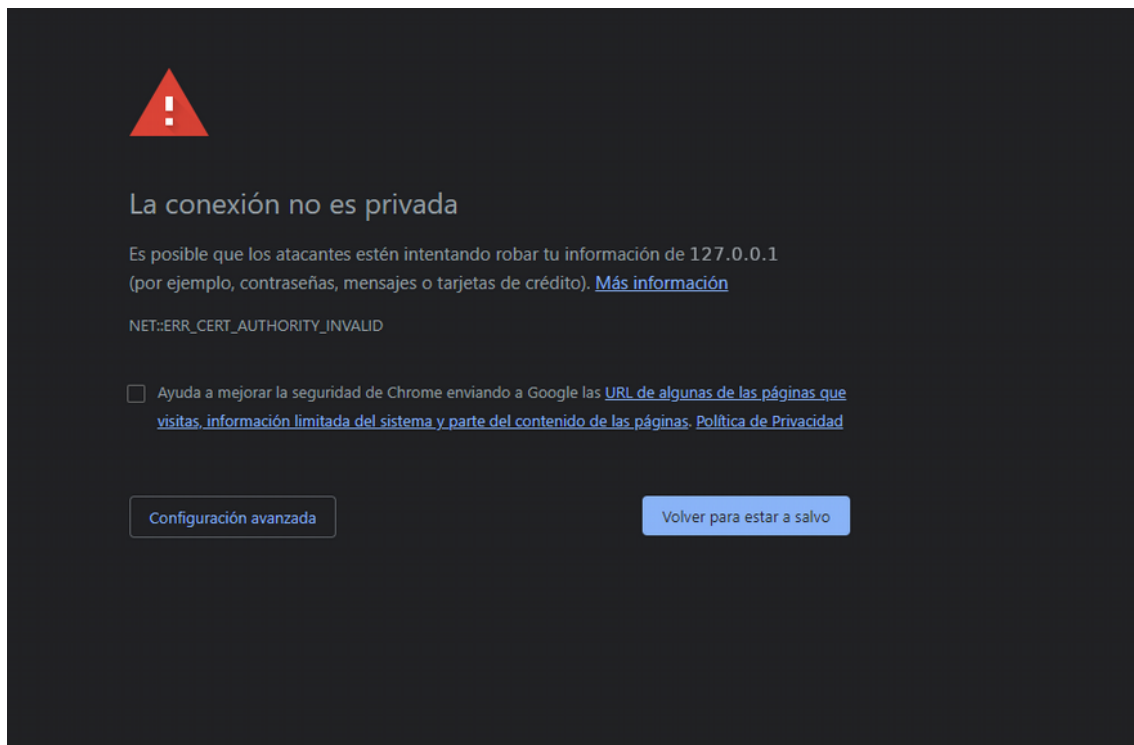 La conexión no es privada
Es posible que los atacantes estén intentando robar tu información de 127.0.0.1
(por ejemplo, contraseñas, mensajes o tarjetas de crédito). Más información
NET::ERR_CERT_AUTHORITY_INVALID
Ayuda a mejorar la seguridad de Chrome enviando a Google las URL de algunas de las páginas que
visitas, información limitada del sistema y parte del contenido de las páginas. Política de Privacidad
Configuración avanzada
Volver para estar a salvo